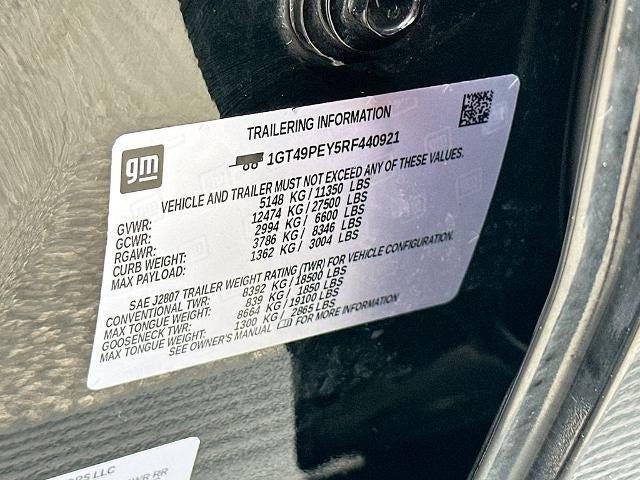 TRAILERING INFORMATION
gm
1GT49PEY5RF440921
VEHICLE AND TRAILER MUST NOT EXCEED ANY OF THESE VALUES.
GVWR: 5148 KG / 11350 LBS
GCWR: 12474 KG / 27500 LBS
RGAWR: 2994 KG / 6600 LBS
CURB WEIGHT: 3786 KG / 8346 LBS
MAX PAYLOAD: 1362 KG / 3004 LBS
SAE J2807 TRAILER WEIGHT RATING (TWR) FOR VEHICLE CONFIGURATION.
CONVENTIONAL TWR: 8392 KG / 18500 LBS
MAX TONGUE WEIGHT: 839 KG / 1850 LBS
GOOSENECK TWR: 8664 KG / 19100 LBS
MAX TONGUE WEIGHT: 1300 KG / 2865 LBS
SEE OWNER'S MANUAL FOR MORE INFORMATION
LLC
RR